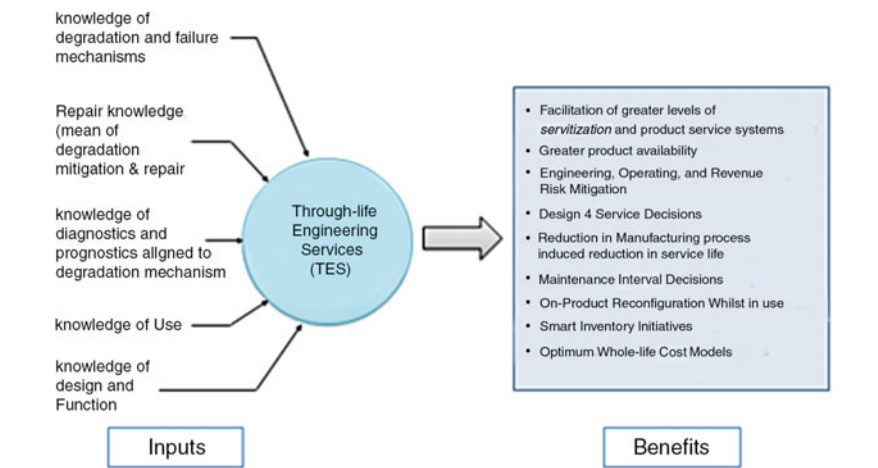 knowledge of
degradation and failure
mechanisms
Repair knowledge
(mean of
degradation
mitigation & repair
knowledge of
diagnostics and
prognostics aligned to
degradation mechanism
knowledge of Use
knowledge of
design and
Function
Inputs
Through-life
Engineering
Services
(TES)
• Facilitation of greater levels of
servitization and product service systems
• Greater product availability
• Engineering, Operating, and Revenue
Risk Mitigation
• Design 4 Service Decisions
• Reduction in Manufacturing process
induced reduction in service life
• Maintenance Interval Decisions
• On-Product Reconfiguration Whilst in use
• Smart Inventory Initiatives
• Optimum Whole-life Cost Models
Benefits